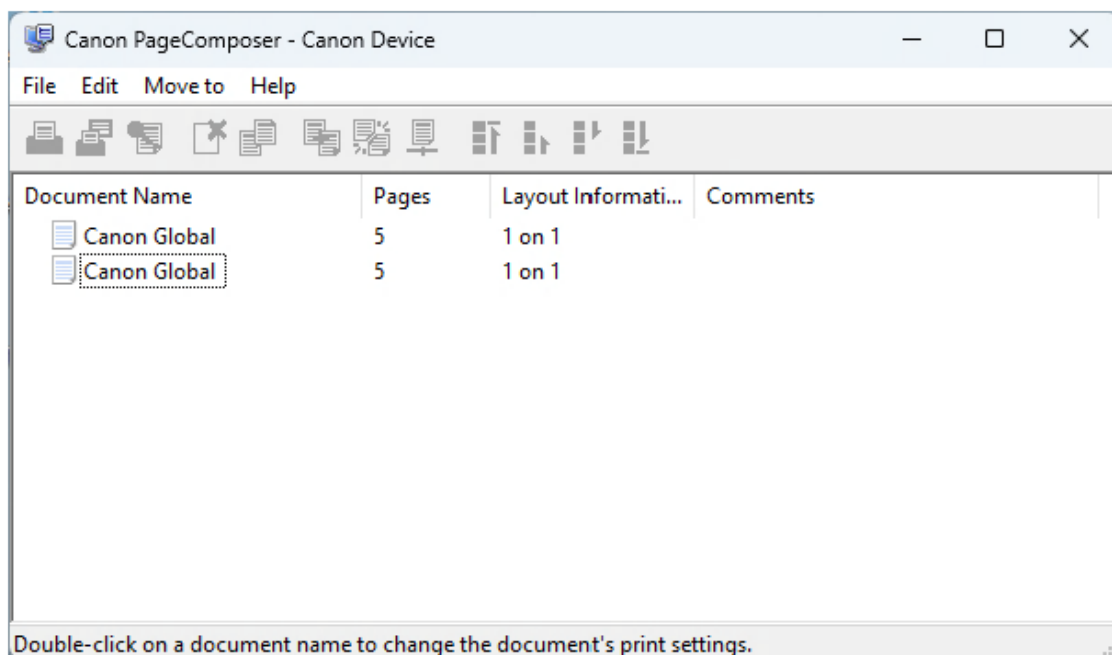 Canon PageComposer - Canon Device
File Edit Move to Help
Document Name Pages Layout Informati... Comments
Canon Global 5 1 on 1
Canon Global 5 1 on 1
Double-click on a document name to change the document's print settings.